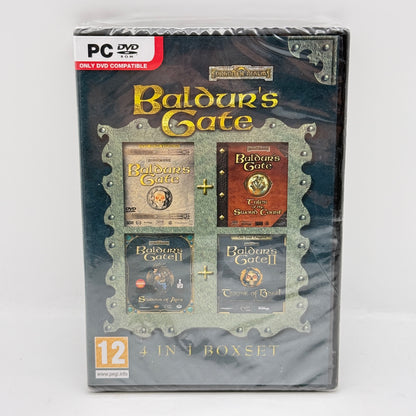 PC DVD
ROM
ONLY DVD COMPATIBLE
FORGOTTEN REALMS
BALDUR'S
GATE
BALDUR'S
GATE
+
BALDUR'S
GATE
Tales
of the
Sword Coast
BALDUR'S
GATE II
Shadows of Amn
+
BALDUR'S
GATE II
Throne of Bhaal
12
www.pegi.info
4 IN 1 BOXSET